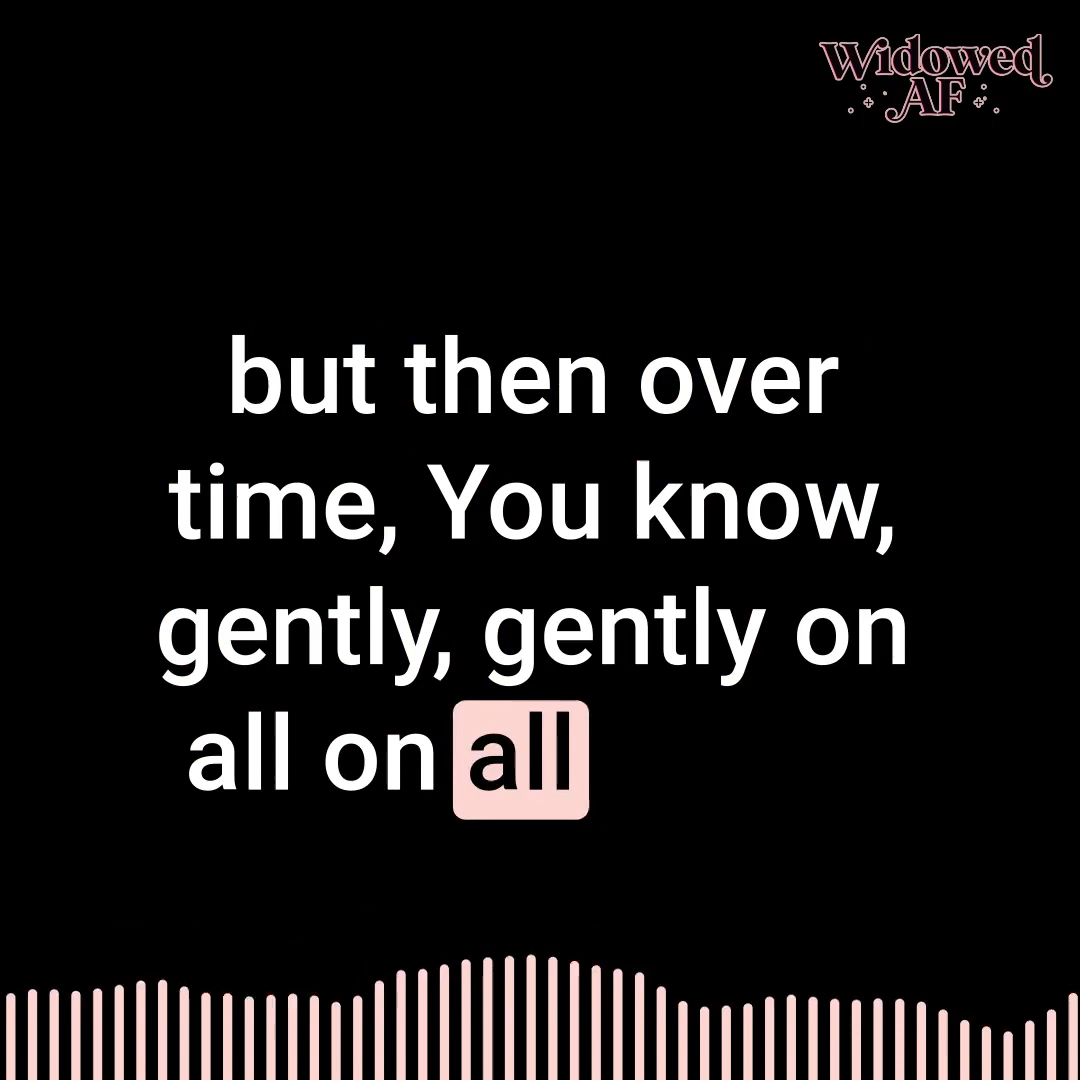 Widowed
AF
but then over
time, You know,
gently, gently on
all on all